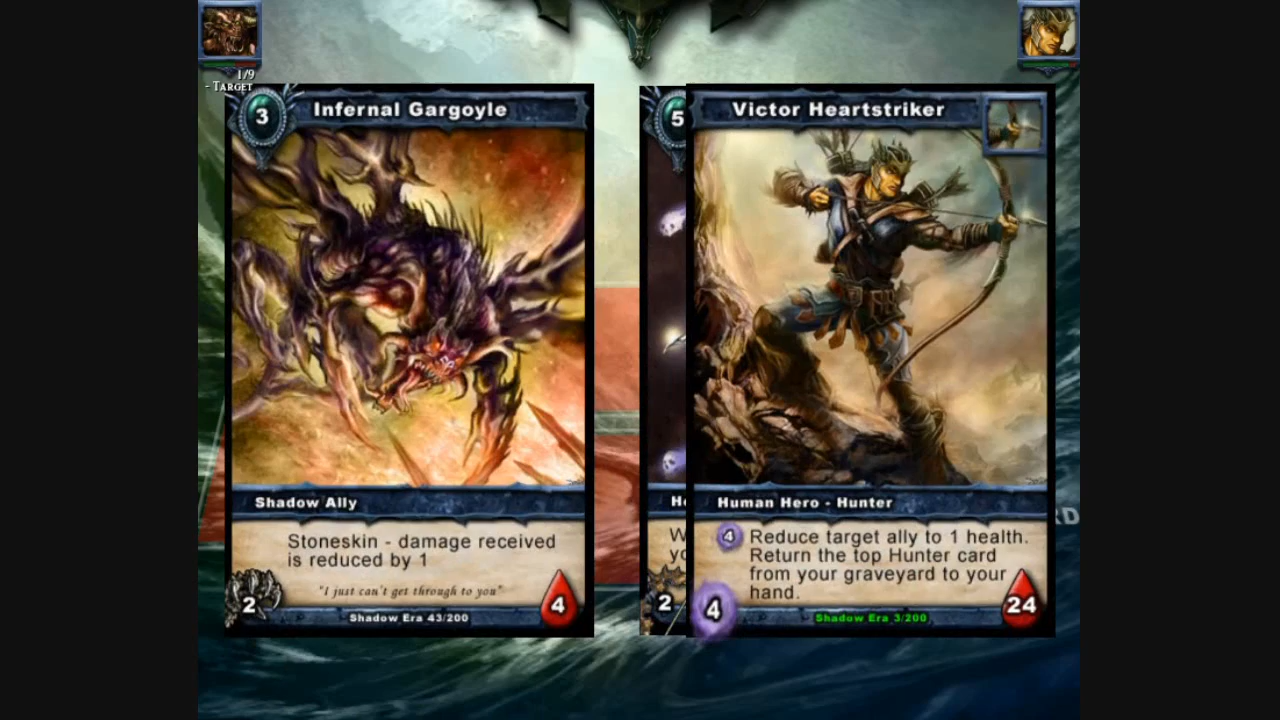 1/9
- Target
3
Infernal Gargoyle
Shadow Ally
Stoneskin - damage received
is reduced by 1
"I just can't get through to you"
2
4
Shadow Era 43/200
5
2
Victor Heartstriker
Human Hero - Hunter
4
Reduce target ally to 1 health.
Return the top Hunter card
from your graveyard to your
hand.
4
24
Shadow Era 3/200